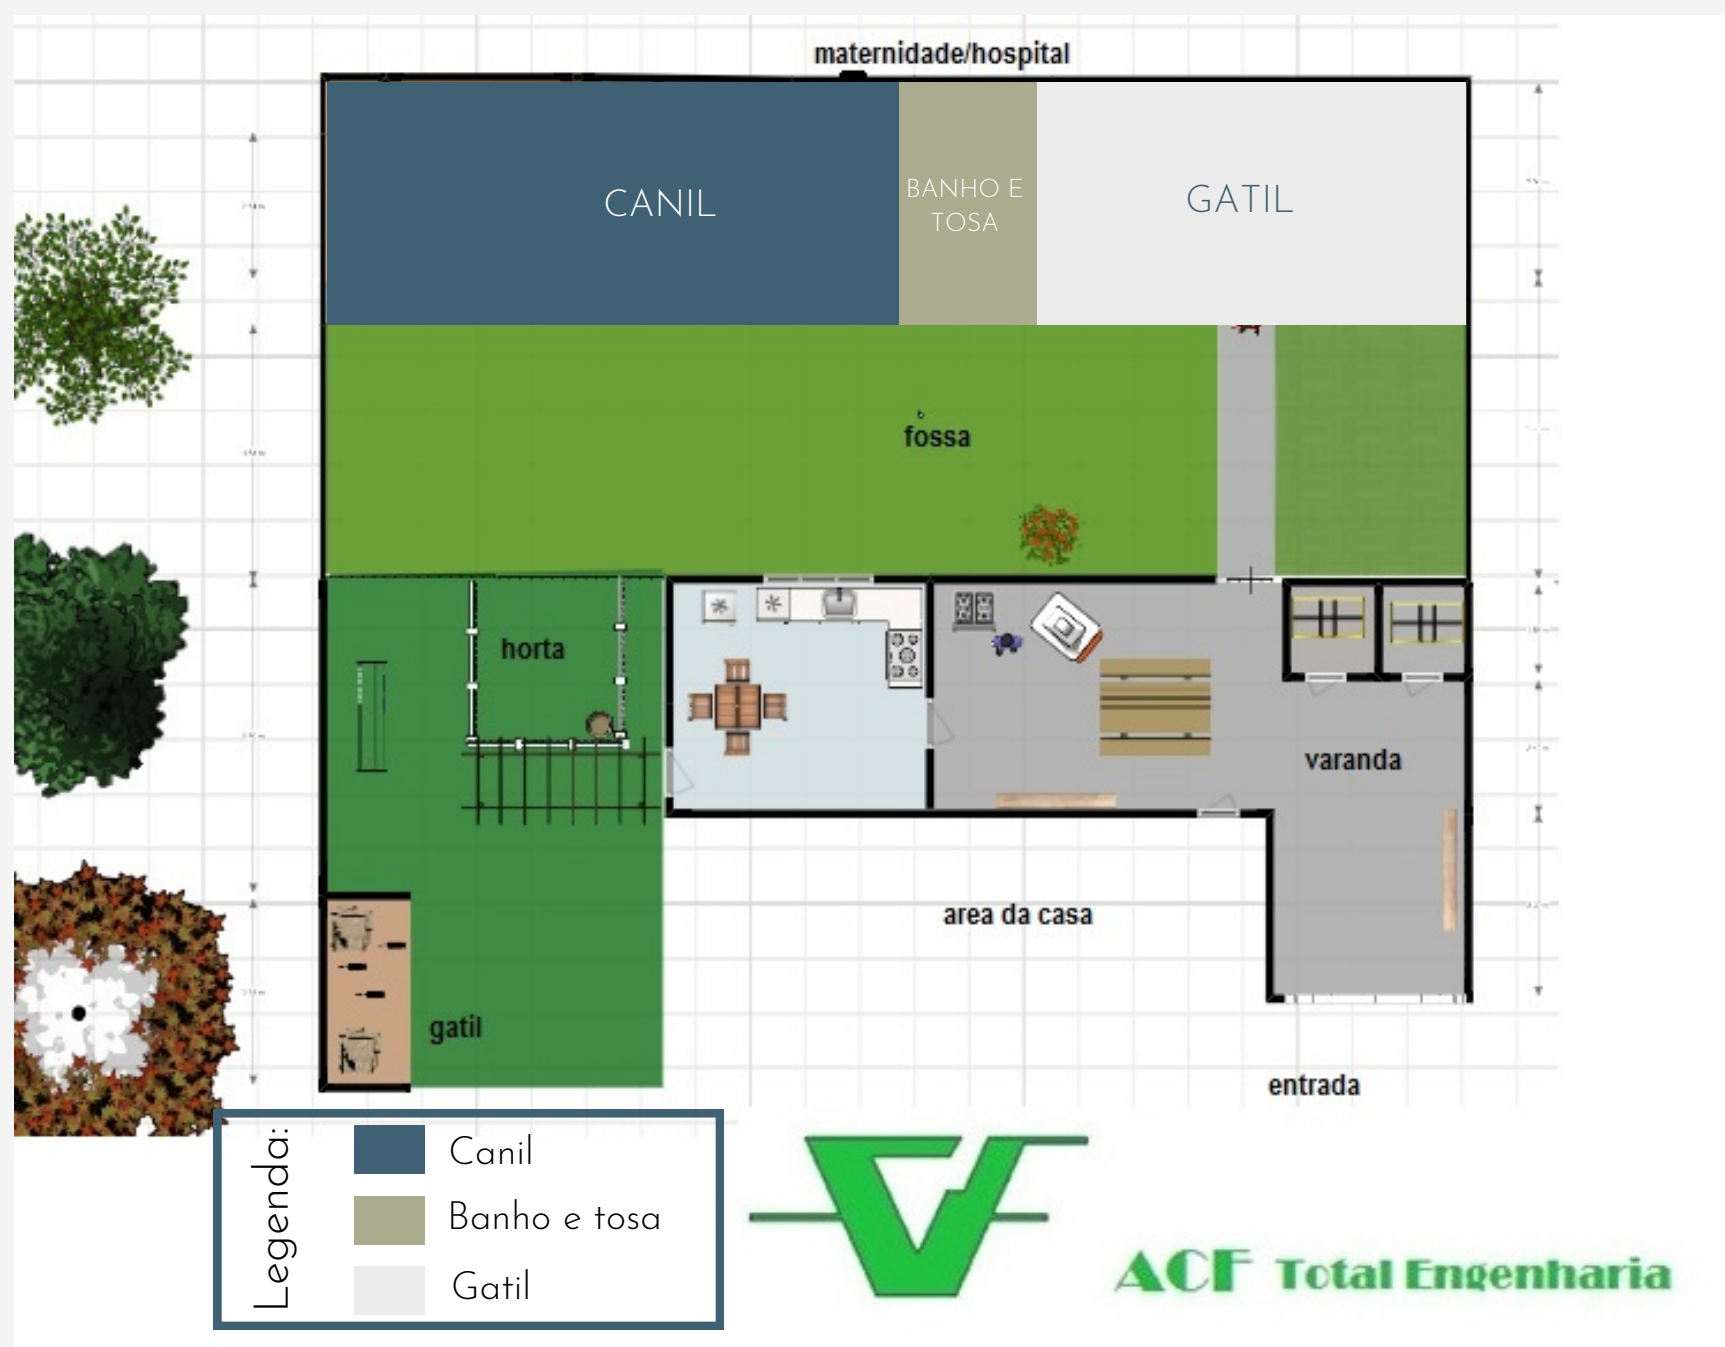 maternidade/hospital
CANIL
BANHO E
TOSA
GATIL
fossa
horta
varanda
area da casa
gatil
entrada
Legenda:
Canil
Banho e tosa
Gatil
ACF Total Engenharia